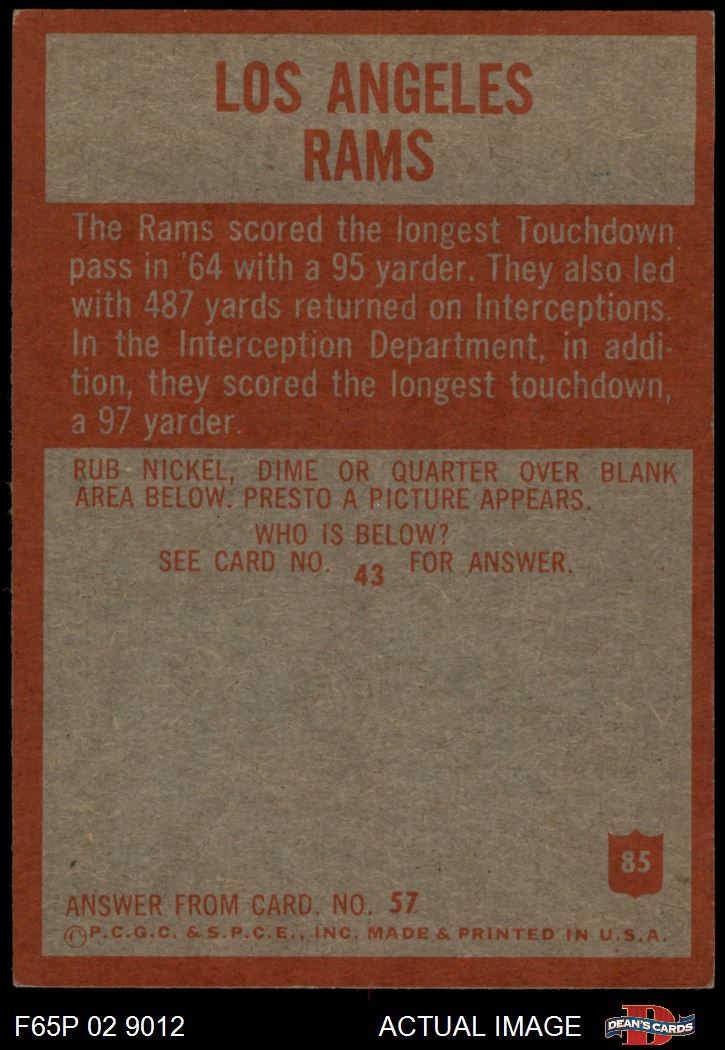 LOS ANGELES
RAMS
The Rams scored the longest Touchdown
pass in '64 with a 95 yarder. They also led
with 487 yards returned on Interceptions.
In the Interception Department, in addi-
tion, they scored the longest touchdown,
a 97 yarder.
RUB NICKEL, DIME OR QUARTER OVER BLANK
AREA BELOW. PRESTO A PICTURE APPEARS.
WHO IS BELOW?
SEE CARD NO. 43 FOR ANSWER.
85
ANSWER FROM CARD. NO. 57
©P.C.G.C. & S.P.C.E., INC. MADE & PRINTED IN U.S.A.
F65P 02 9012
ACTUAL IMAGE
D
DEAN'S CARDS